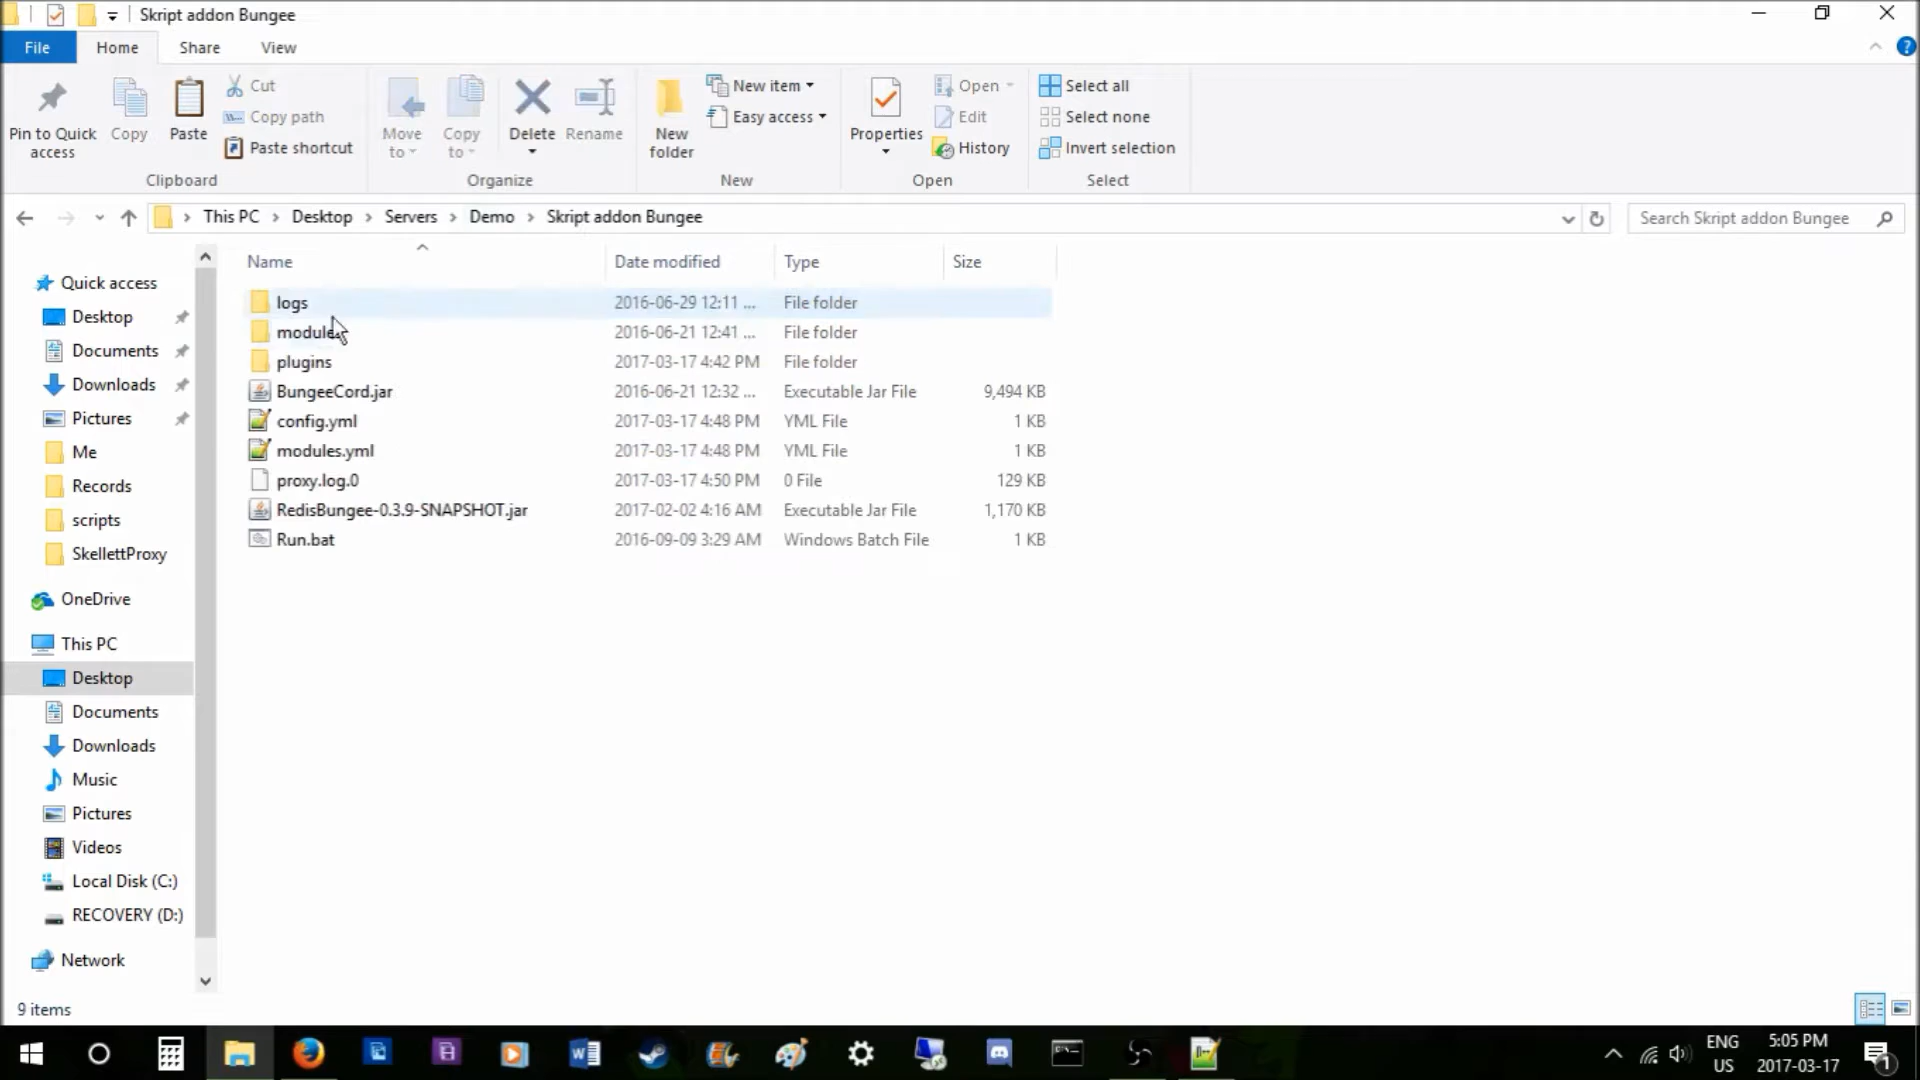 Skript addon Bungee
File Home Share View
Pin to Quick access
Copy
Paste
Cut
Copy path
Paste shortcut
Clipboard
Move to
Copy to
Delete
Rename
Organize
New folder
New item
Easy access
New
Properties
Open
Edit
History
Open
Select all
Select none
Invert selection
Select
This PC > Desktop > Servers > Demo > Skript addon Bungee
Search Skript addon Bungee
Name Date modified Type Size
logs 2016-06-29 12:11 ... File folder
2016-06-21 12:41 ... File folder
plugins 2017-03-17 4:42 PM File folder
BungeeCord.jar 2016-06-21 12:32 ... Executable Jar File 9,494 KB
config.yml 2017-03-17 4:48 PM YML File 1 KB
modules.yml 2017-03-17 4:48 PM YML File 1 KB
proxy.log.0 2017-03-17 4:50 PM 0 File 129 KB
RedisBungee-0.3.9-SNAPSHOT.jar 2017-02-02 4:16 AM Executable Jar File 1,170 KB
Run.bat 2016-09-09 3:29 AM Windows Batch File 1 KB
Quick access
Desktop
Documents
Downloads
Pictures
Me
Records
scripts
SkellettProxy
OneDrive
This PC
Desktop
Documents
Downloads
Music
Pictures
Videos
Local Disk (C:)
RECOVERY (D:)
Network
9 items
ENG
US
5:05 PM
2017-03-17
1